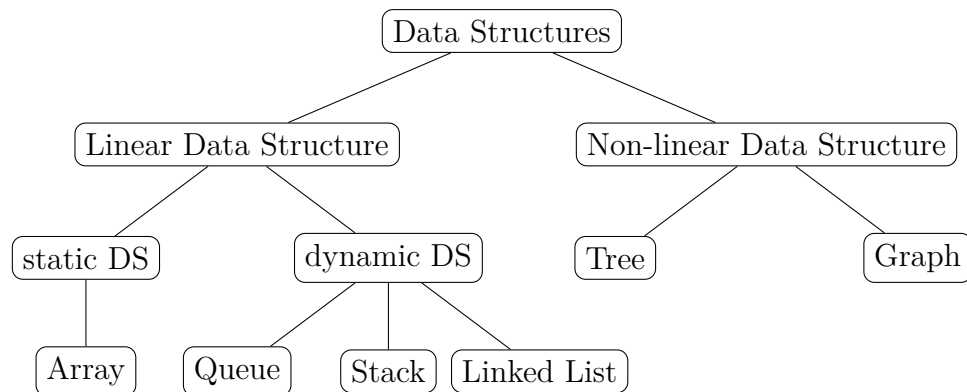 Data Structures
Linear Data Structure
Non-linear Data Structure
static DS
dynamic DS
Tree
Graph
Array
Queue
Stack
Linked List